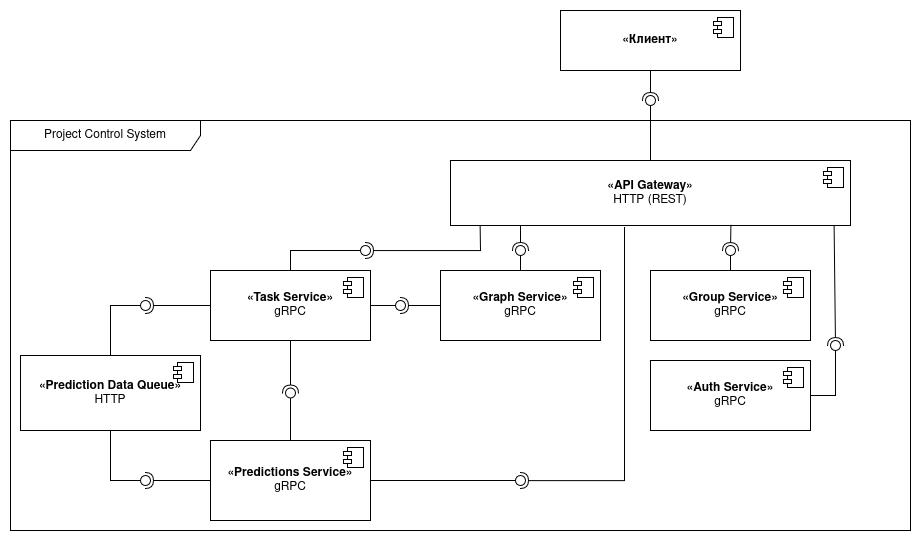 «Клиент»
Project Control System
«API Gateway»
HTTP (REST)
«Task Service»
gRPC
«Graph Service»
gRPC
«Group Service»
gRPC
«Prediction Data Queue»
HTTP
«Auth Service»
gRPC
«Predictions Service»
gRPC